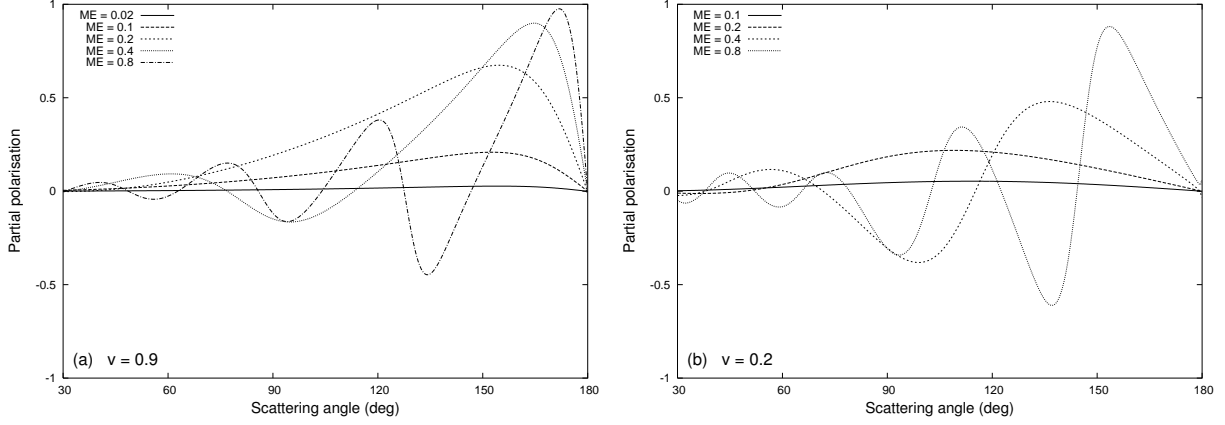 1
0.5
0
-0.5
-1
30
60
90
120
150
180
Partial polarisation
Scattering angle (deg)
(a) v = 0.9
ME = 0.02
ME = 0.1
ME = 0.2
ME = 0.4
ME = 0.8
1
0.5
0
-0.5
-1
30
60
90
120
150
180
Partial polarisation
Scattering angle (deg)
(b) v = 0.2
ME = 0.1
ME = 0.2
ME = 0.4
ME = 0.8